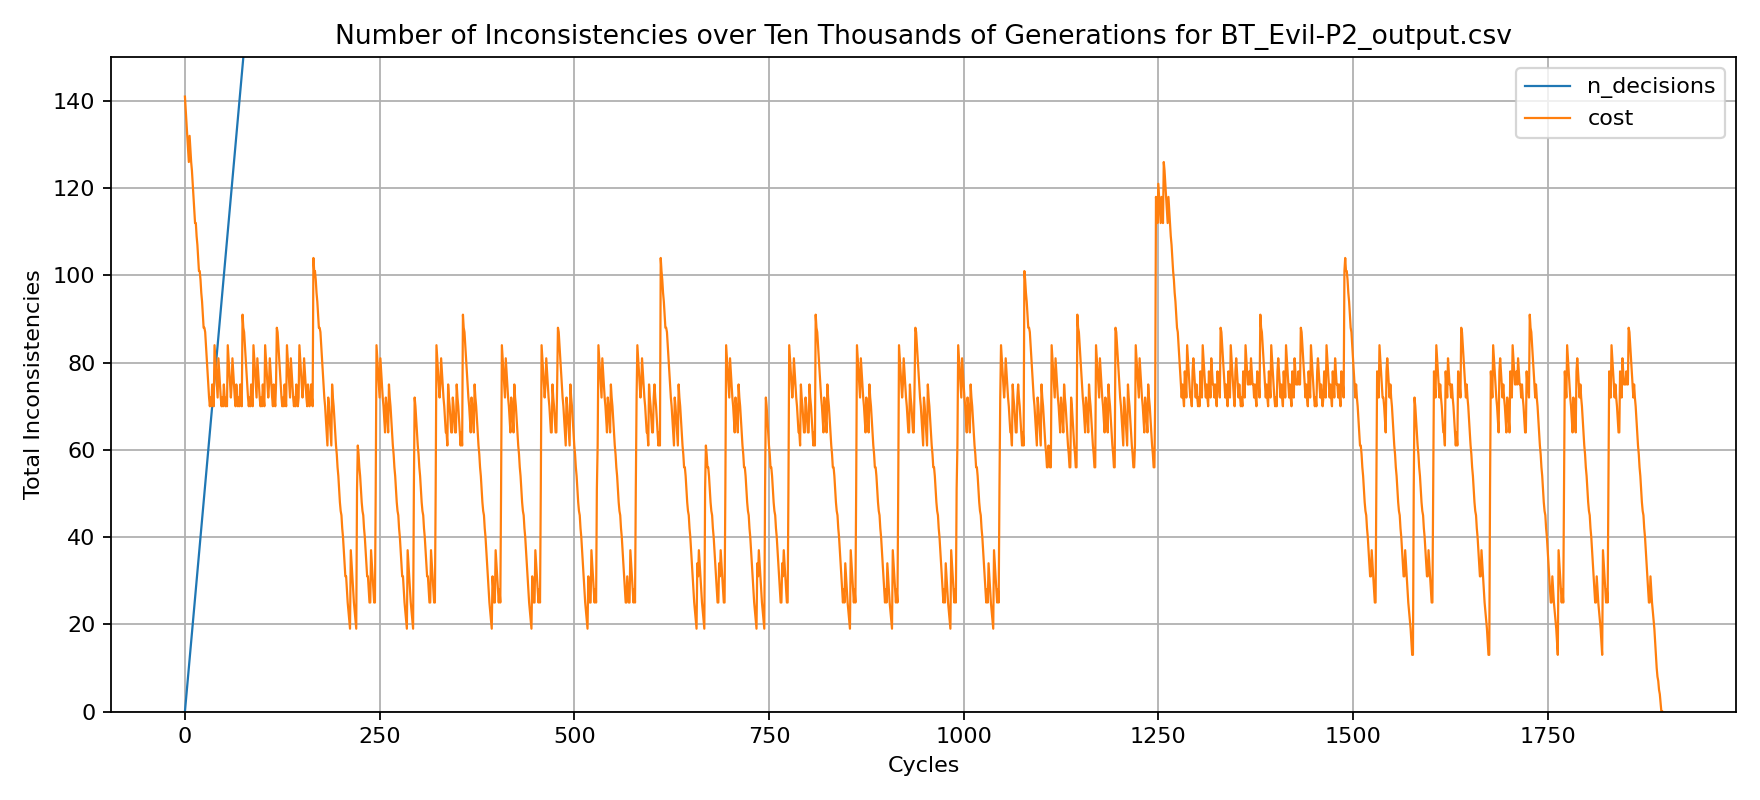 Number of Inconsistencies over Ten Thousands of Generations for BT_Evil-P2_output.csv
n_decisions
cost
Total Inconsistencies
140
120
100
80
60
40
20
0
0 250 500 750 1000 1250 1500 1750
Cycles